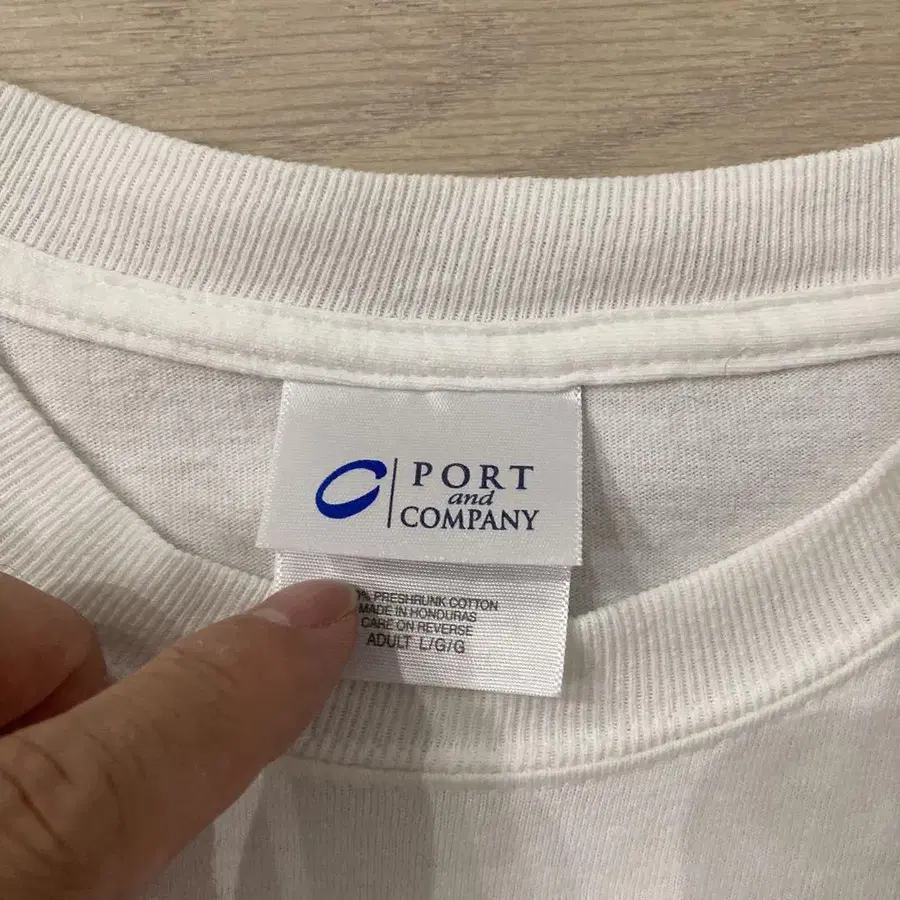 PORT
and
COMPANY
% PRESHRUNK COTTON
MADE IN HONDURAS
CARE ON REVERSE
ADULT L/G/G